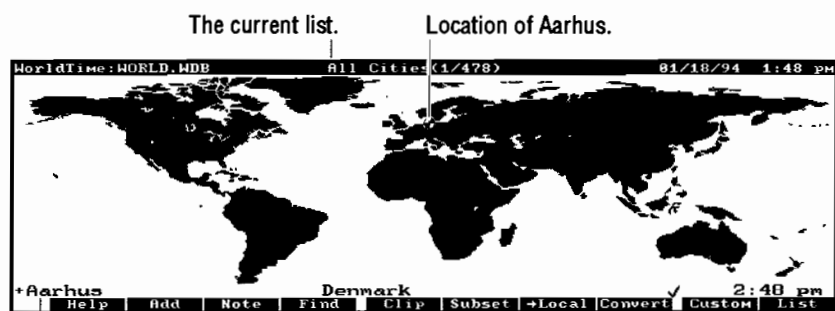 The current list. Location of Aarhus.
WorldTime:WORLD.WDB All Cities(1/478) 01/18/94 1:48 pm
+Aarhus Denmark ✓ 2:48 pm
Help Add Note Find Clip Subset →Local Convert Custom List